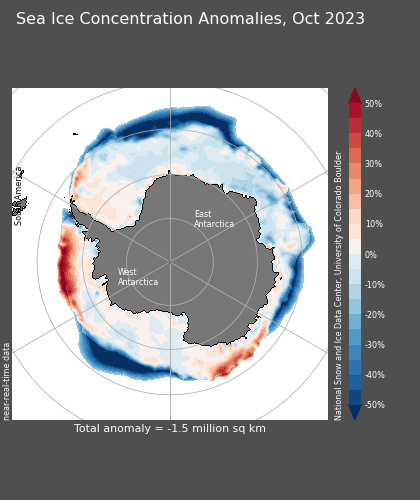 Sea Ice Concentration Anomalies, Oct 2023
South America
East
Antarctica
West
Antarctica
near-real-time data
National Snow and Ice Data Center, University of Colorado Boulder
50%
40%
30%
20%
10%
0%
-10%
-20%
-30%
-40%
-50%
Total anomaly = -1.5 million sq km